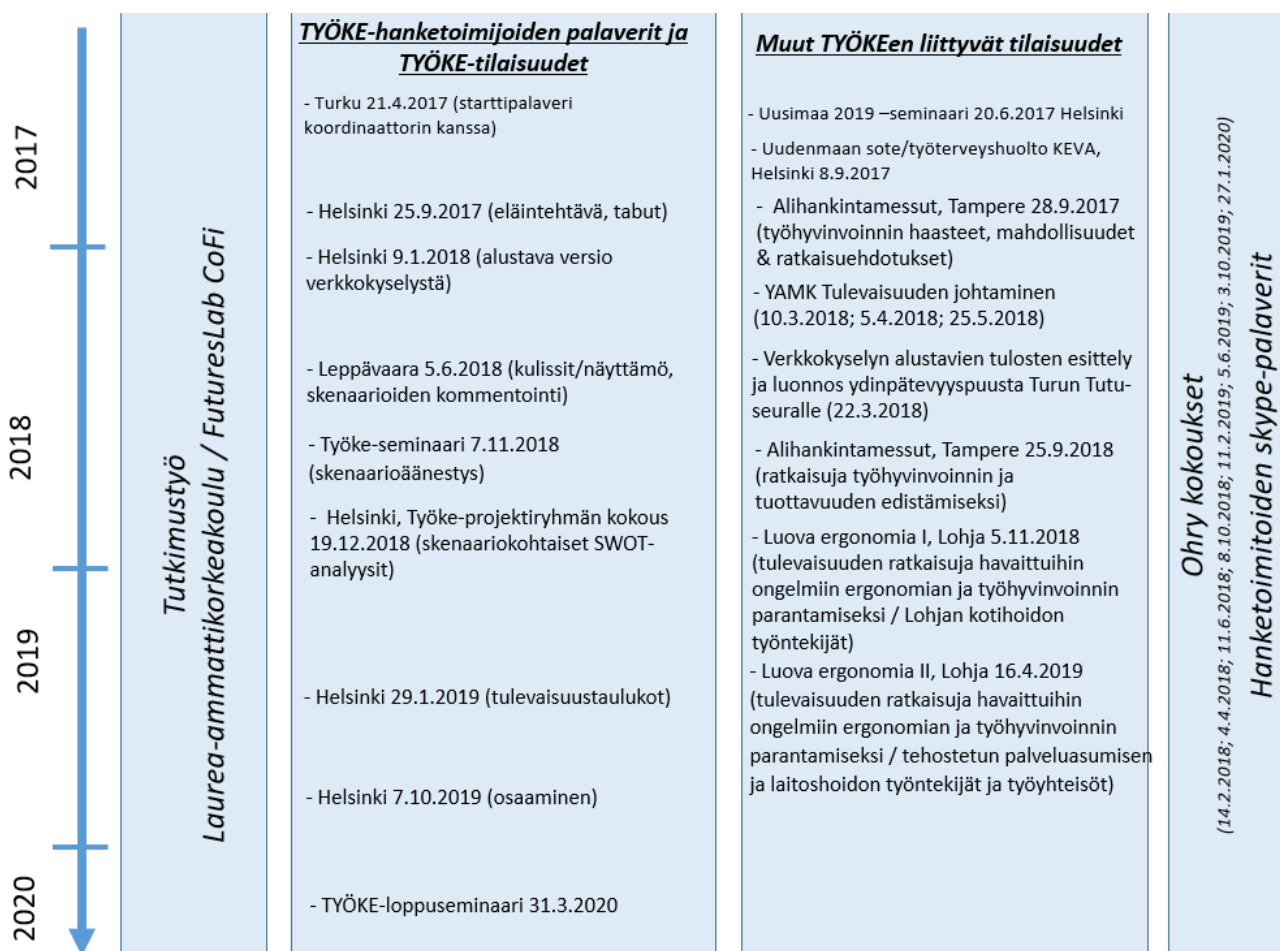 2017
2018
2019
2020
Tutkimustyö
Laurea-ammattikorkeakoulu / FuturesLab CoFi
TYÖKE-hanketoimijoiden palaverit ja
TYÖKE-tilaisuudet
- Turku 21.4.2017 (starttipalaveri
koordinaattorin kanssa)
- Helsinki 25.9.2017 (eläintehtävä, tabut)
- Helsinki 9.1.2018 (alustava versio
verkkokyselystä)
- Leppävaara 5.6.2018 (kulissit/näyttämö,
skenaarioiden kommentointi)
- Työke-seminaari 7.11.2018
(skenaarioäänestys)
- Helsinki, Työke-projektiryhmän kokous
19.12.2018 (skenaariokohtaiset SWOT-
analyysit)
- Helsinki 29.1.2019 (tulevaisuustaulukot)
- Helsinki 7.10.2019 (osaaminen)
- TYÖKE-loppuseminaari 31.3.2020
Muut TYÖKEen liittyvät tilaisuudet
- Uusimaa 2019 –seminaari 20.6.2017 Helsinki
- Uudenmaan sote/työterveyshuolto KEVA,
Helsinki 8.9.2017
- Alihankintamessut, Tampere 28.9.2017
(työhyvinvoinnin haasteet, mahdollisuudet
& ratkaisuehdotukset)
- YAMK Tulevaisuuden johtaminen
(10.3.2018; 5.4.2018; 25.5.2018)
- Verkkokyselyn alustavien tulosten esittely
ja luonnos ydinpätevyyspuusta Turun Tutu-
seuralle (22.3.2018)
- Alihankintamessut, Tampere 25.9.2018
(ratkaisuja työhyvinvoinnin ja
tuottavuuden edistämiseksi)
- Luova ergonomia I, Lohja 5.11.2018
(tulevaisuuden ratkaisuja havaittuihin
ongelmiin ergonomian ja työhyvinvoinnin
parantamiseksi / Lohjan kotihoidon
työntekijät)
- Luova ergonomia II, Lohja 16.4.2019
(tulevaisuuden ratkaisuja havaittuihin
ongelmiin ergonomian ja työhyvinvoinnin
parantamiseksi / tehostetun palveluasumisen
ja laitoshoidon työntekijät ja työyhteisöt)
Ohry kokoukset
(14.2.2018; 4.4.2018; 11.6.2018; 8.10.2018; 11.2.2019; 5.6.2019; 3.10.2019; 27.1.2020)
Hanketoimitoiden skype-palaverit